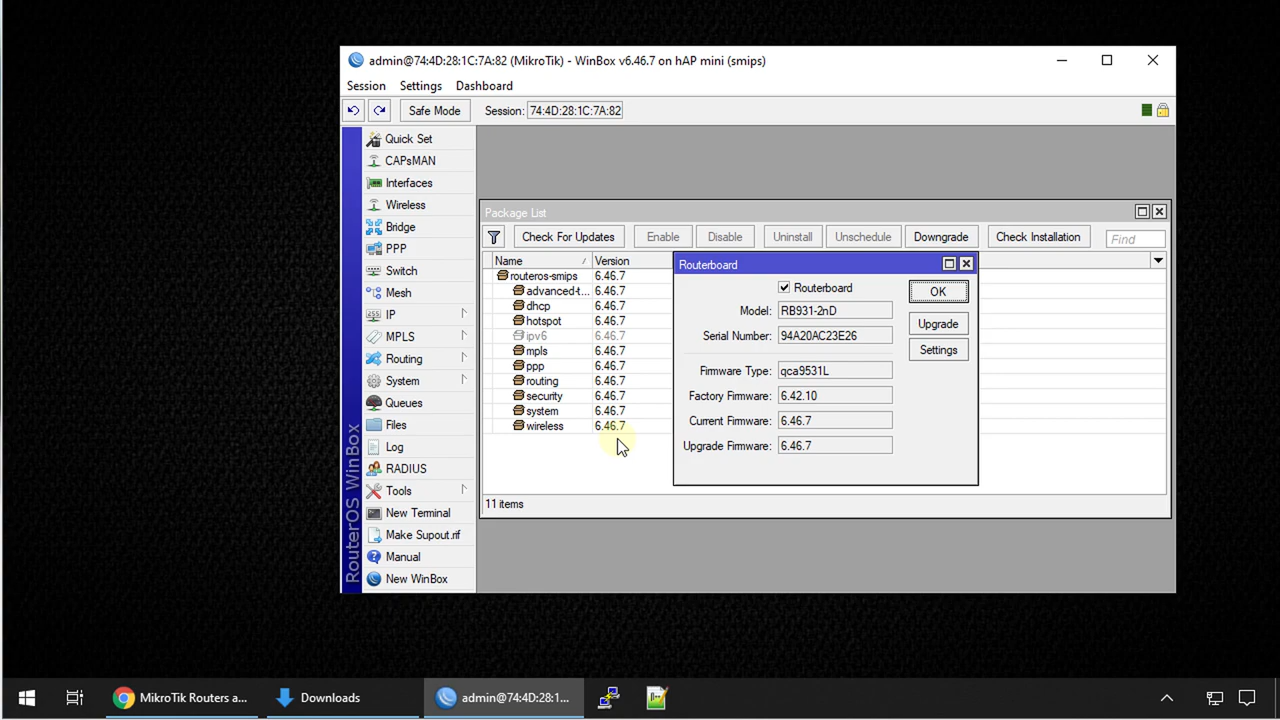 admin@74:4D:28:1C:7A:82 (MikroTik) - WinBox v6.46.7 on hAP mini (smips)
Session Settings Dashboard
Safe Mode Session: 74:4D:28:1C:7A:82
Quick Set
CAPsMAN
Interfaces
Wireless
Bridge
PPP
Switch
Mesh
IP
MPLS
Routing
System
Queues
Files
Log
RADIUS
Tools
New Terminal
Make Supout.rif
Manual
New WinBox
RouterOS WinBox
Package List
Check For Updates Enable Disable Uninstall Unschedule Downgrade Check Installation Find
Name Version
routeros-smips 6.46.7
advanced-t... 6.46.7
dhcp 6.46.7
hotspot 6.46.7
ipv6 6.46.7
mpls 6.46.7
ppp 6.46.7
routing 6.46.7
security 6.46.7
system 6.46.7
wireless 6.46.7
11 items
Routerboard
Routerboard
Model: RB931-2nD
Serial Number: 94A20AC23E26
Firmware Type: qca9531L
Factory Firmware: 6.42.10
Current Firmware: 6.46.7
Upgrade Firmware: 6.46.7
OK
Upgrade
Settings
MikroTik Routers a... Downloads admin@74:4D:28:1...